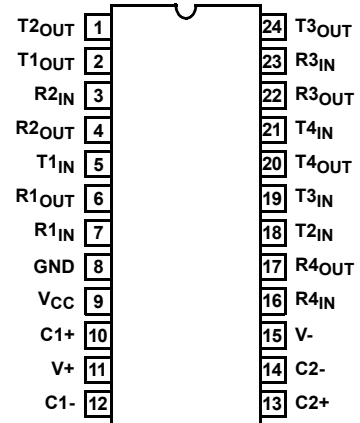 T2OUT 1 24 T3OUT
T1OUT 2 23 R3IN
R2IN 3 22 R3OUT
R2OUT 4 21 T4IN
T1IN 5 20 T4OUT
R1OUT 6 19 T3IN
R1IN 7 18 T2IN
GND 8 17 R4OUT
VCC 9 16 R4IN
C1+ 10 15 V-
V+ 11 14 C2-
C1- 12 13 C2+